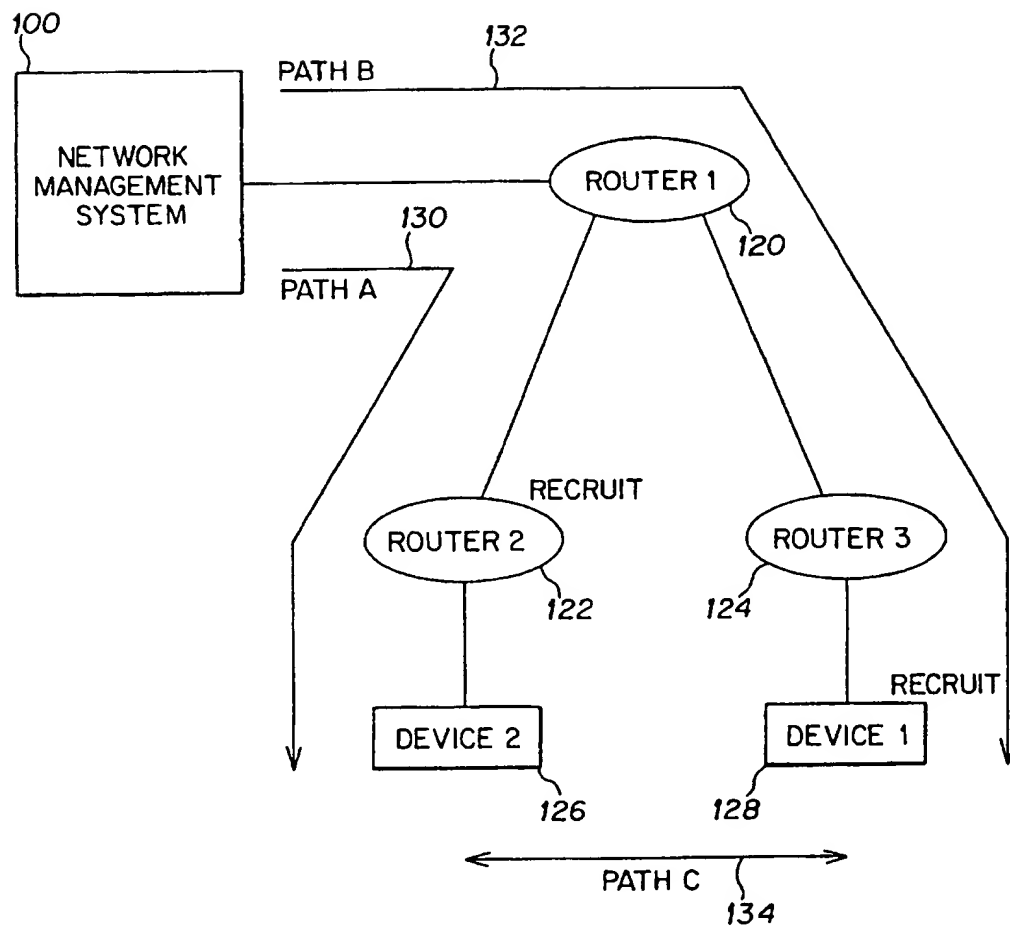 100
132
PATH B
NETWORK
MANAGEMENT
SYSTEM
ROUTER 1
130
120
PATH A
RECRUIT
ROUTER 2
ROUTER 3
122
124
RECRUIT
DEVICE 2
DEVICE 1
126
128
PATH C
134